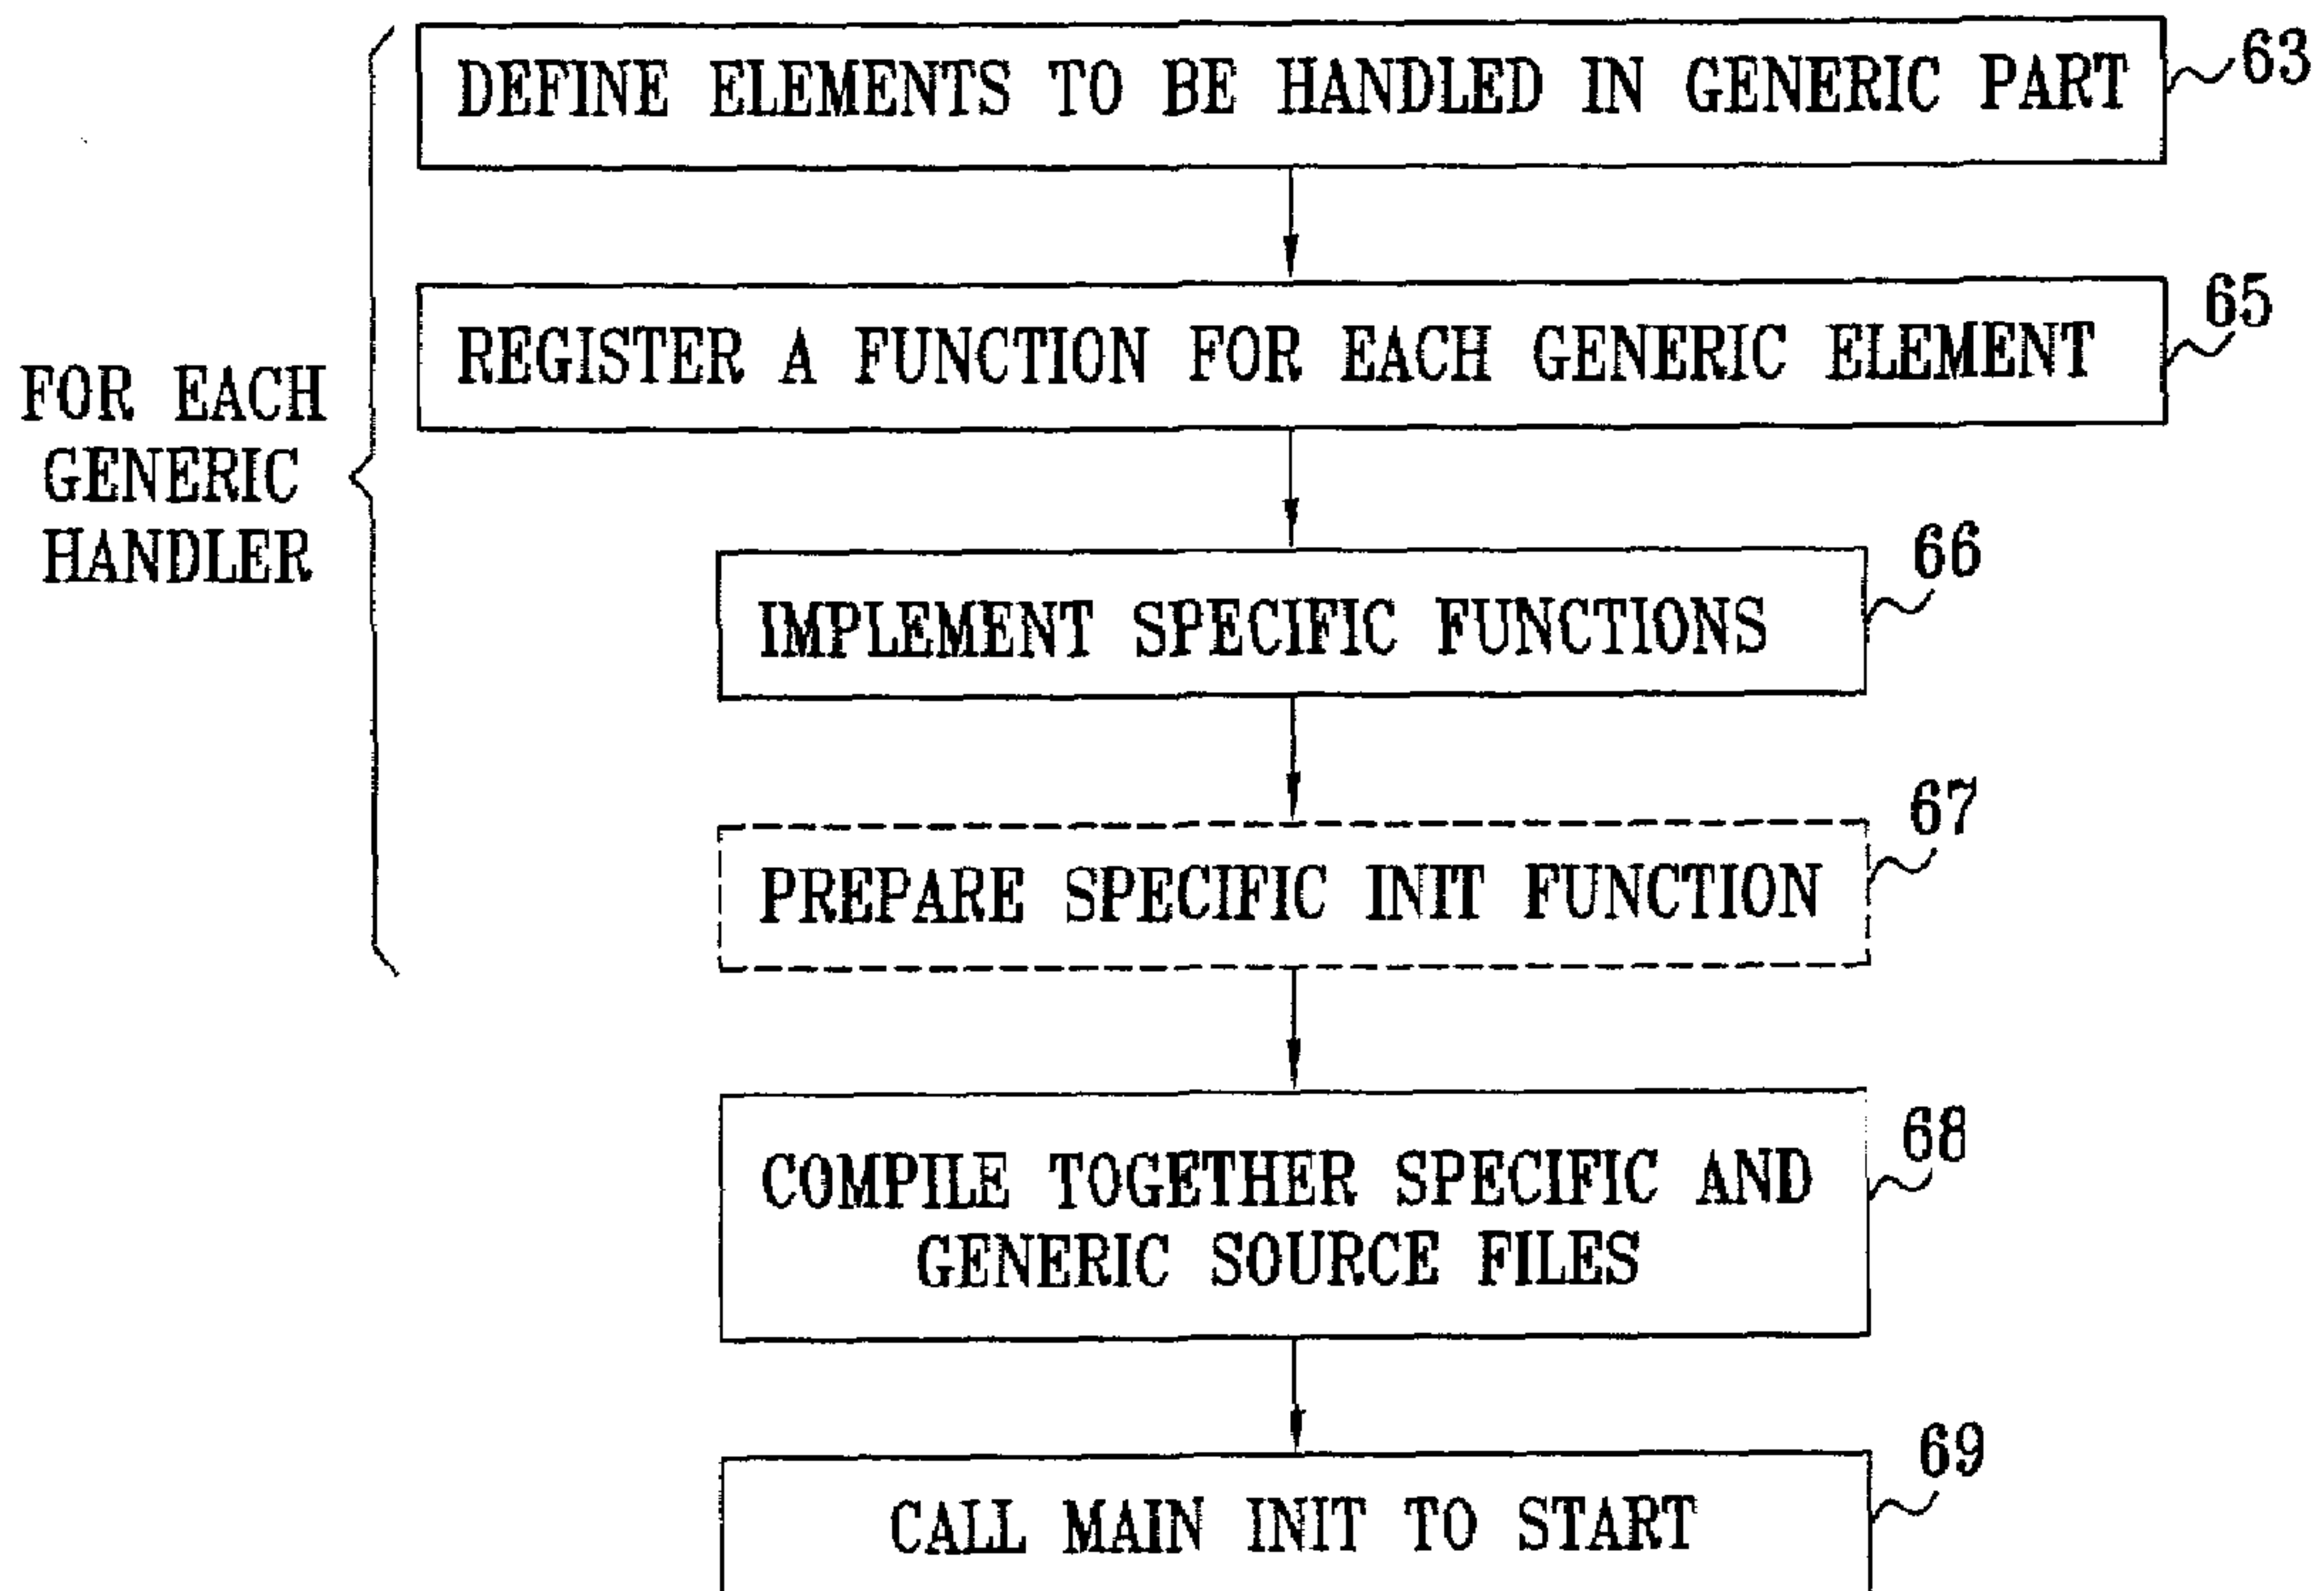 DEFINE ELEMENTS TO BE HANDLED IN GENERIC PART
63
REGISTER A FUNCTION FOR EACH GENERIC ELEMENT
65
FOR EACH
GENERIC
HANDLER
IMPLEMENT SPECIFIC FUNCTIONS
66
PREPARE SPECIFIC INIT FUNCTION
67
COMPILE TOGETHER SPECIFIC AND
GENERIC SOURCE FILES
68
CALL MAIN INIT TO START
69